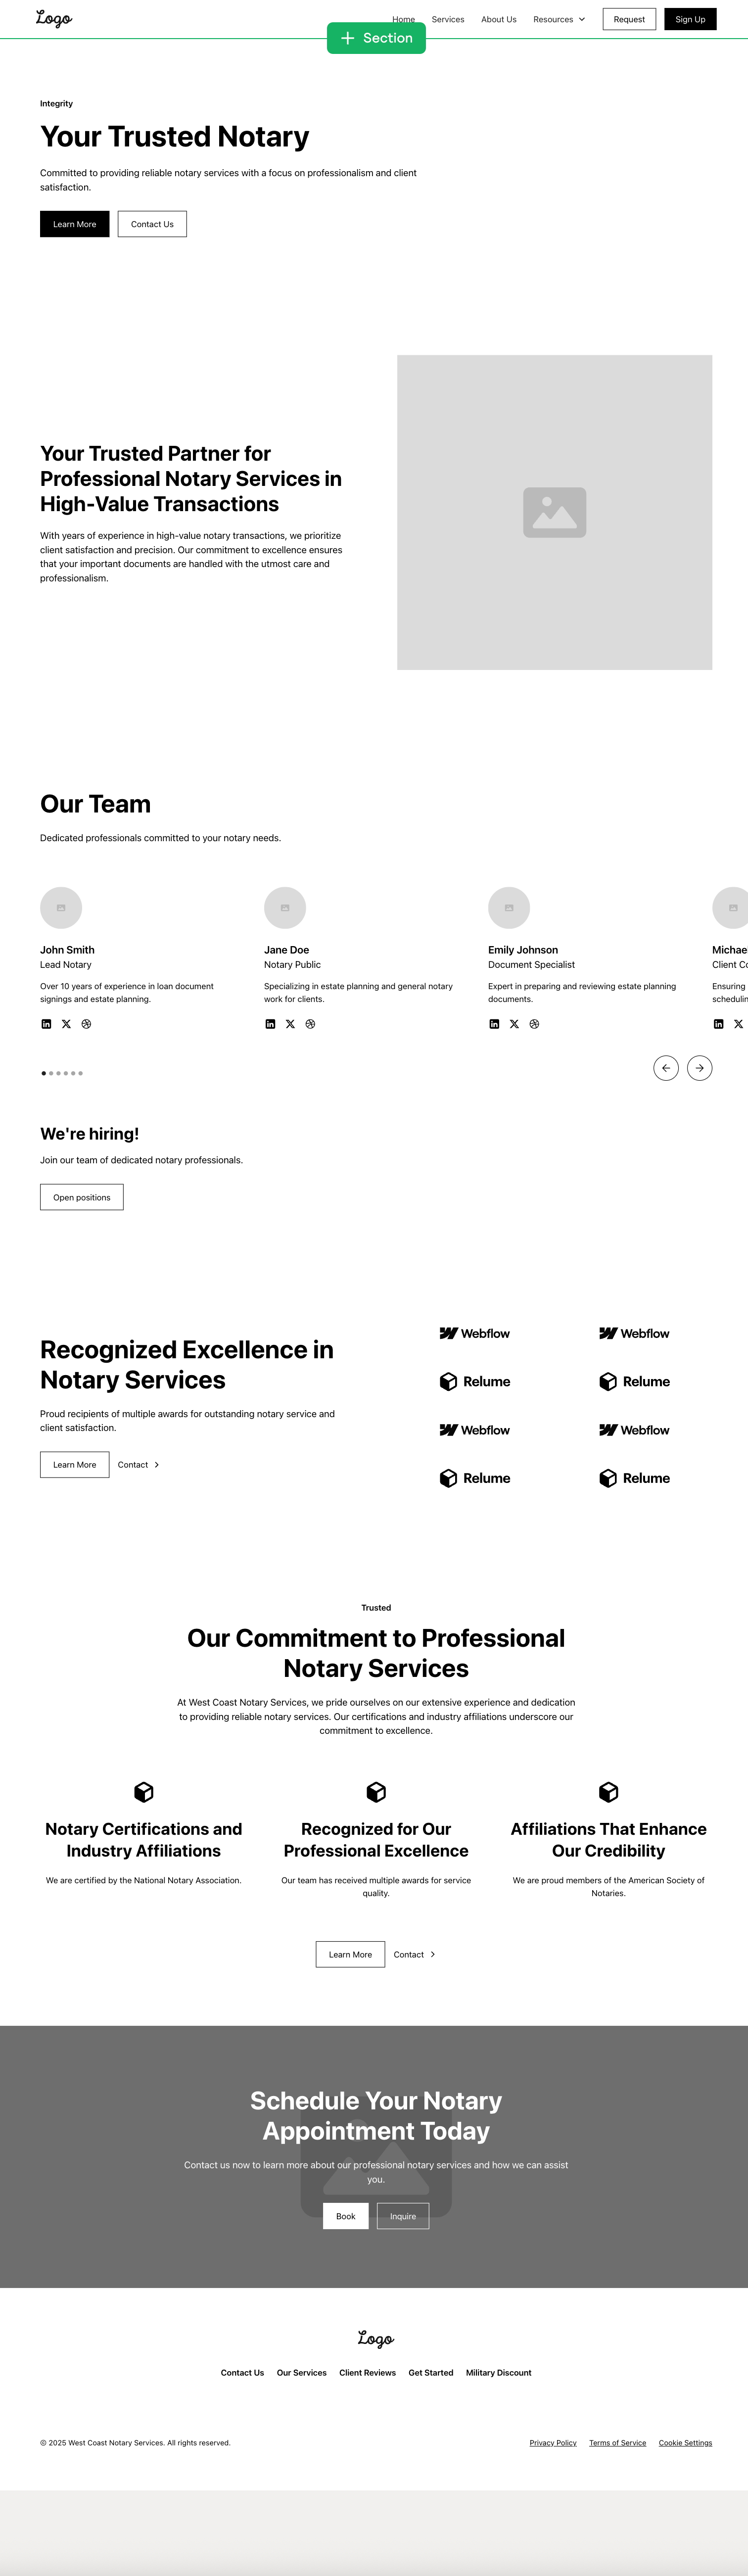 Logo
Home Services About Us Resources Request Sign Up
Section
Integrity
Your Trusted Notary
Committed to providing reliable notary services with a focus on professionalism and client
satisfaction.
Learn More Contact Us
Your Trusted Partner for
Professional Notary Services in
High-Value Transactions
With years of experience in high-value notary transactions, we prioritize
client satisfaction and precision. Our commitment to excellence ensures
that your important documents are handled with the utmost care and
professionalism.
Our Team
Dedicated professionals committed to your notary needs.
John Smith
Lead Notary
Over 10 years of experience in loan document
signings and estate planning.
Jane Doe
Notary Public
Specializing in estate planning and general notary
work for clients.
Emily Johnson
Document Specialist
Expert in preparing and reviewing estate planning
documents.
Michae
Client Co
Ensuring
schedulin
We're hiring!
Join our team of dedicated notary professionals.
Open positions
Recognized Excellence in
Notary Services
Proud recipients of multiple awards for outstanding notary service and
client satisfaction.
Learn More Contact
Webflow Webflow
Relume Relume
Webflow Webflow
Relume Relume
Trusted
Our Commitment to Professional
Notary Services
At West Coast Notary Services, we pride ourselves on our extensive experience and dedication
to providing reliable notary services. Our certifications and industry affiliations underscore our
commitment to excellence.
Notary Certifications and
Industry Affiliations
We are certified by the National Notary Association.
Recognized for Our
Professional Excellence
Our team has received multiple awards for service
quality.
Affiliations That Enhance
Our Credibility
We are proud members of the American Society of
Notaries.
Learn More Contact
Schedule Your Notary
Appointment Today
Contact us now to learn more about our professional notary services and how we can assist
you.
Book Inquire
Logo
Contact Us Our Services Client Reviews Get Started Military Discount
© 2025 West Coast Notary Services. All rights reserved.
Privacy Policy Terms of Service Cookie Settings